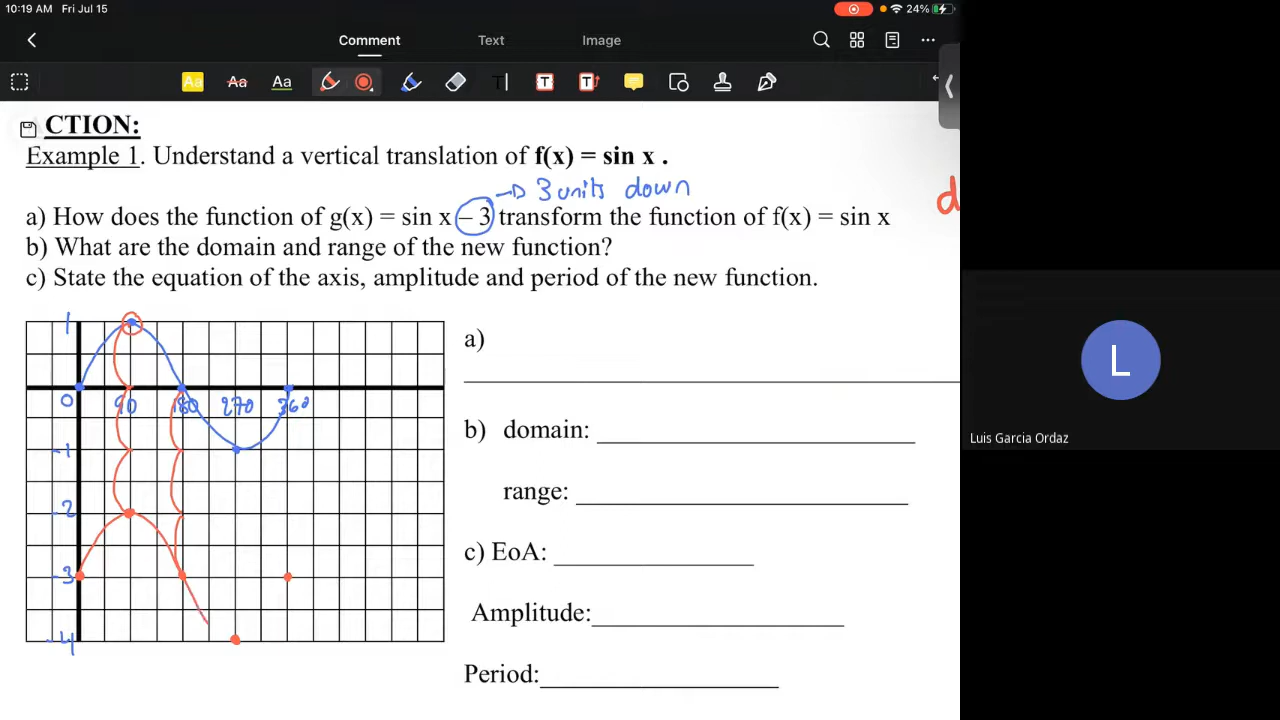 10:19 AM Fri Jul 15
24%
Comment Text Image
Aa Aa Aa T T T
CTION:
Example 1. Understand a vertical translation of f(x) = sin x .
→ 3 units down
a) How does the function of g(x) = sin x – 3 transform the function of f(x) = sin x
d
b) What are the domain and range of the new function?
c) State the equation of the axis, amplitude and period of the new function.
1
0 90 180 270 360
-1
-2
-3
-4
a)
b) domain:
range:
c) EoA:
Amplitude:
Period:
L
Luis Garcia Ordaz